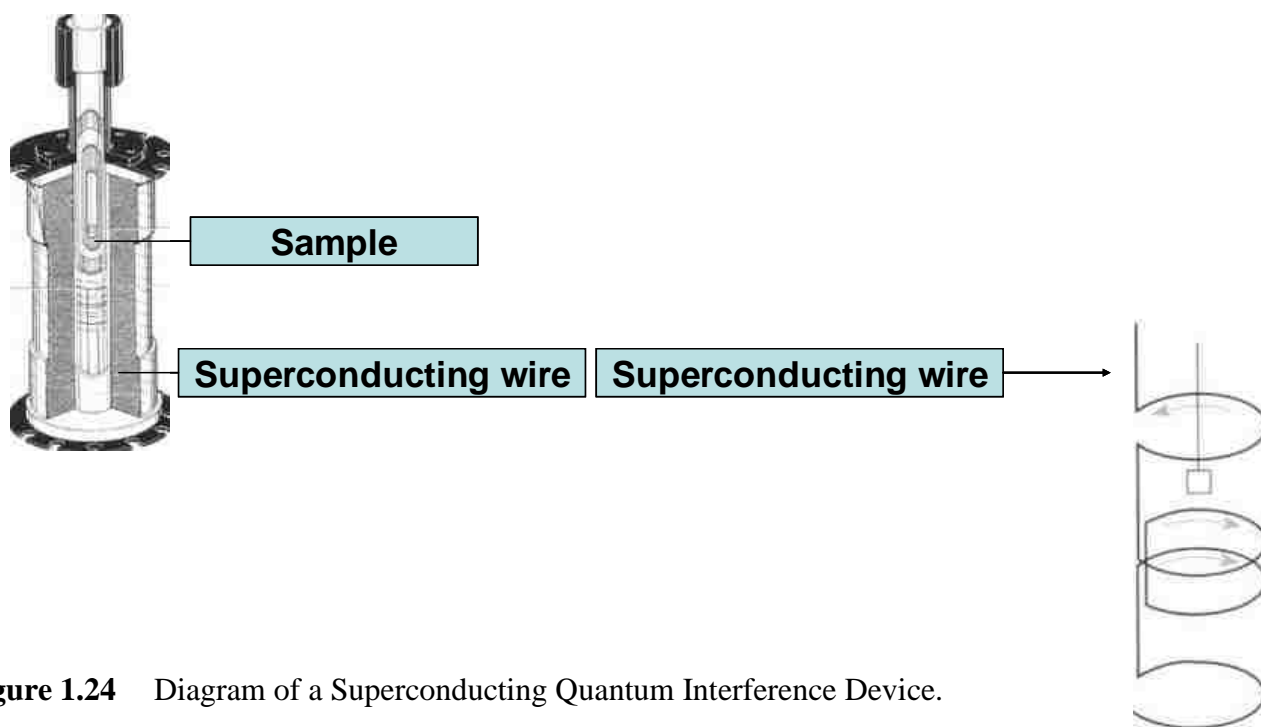 Sample
Superconducting wire Superconducting wire
gure 1.24 Diagram of a Superconducting Quantum Interference Device.